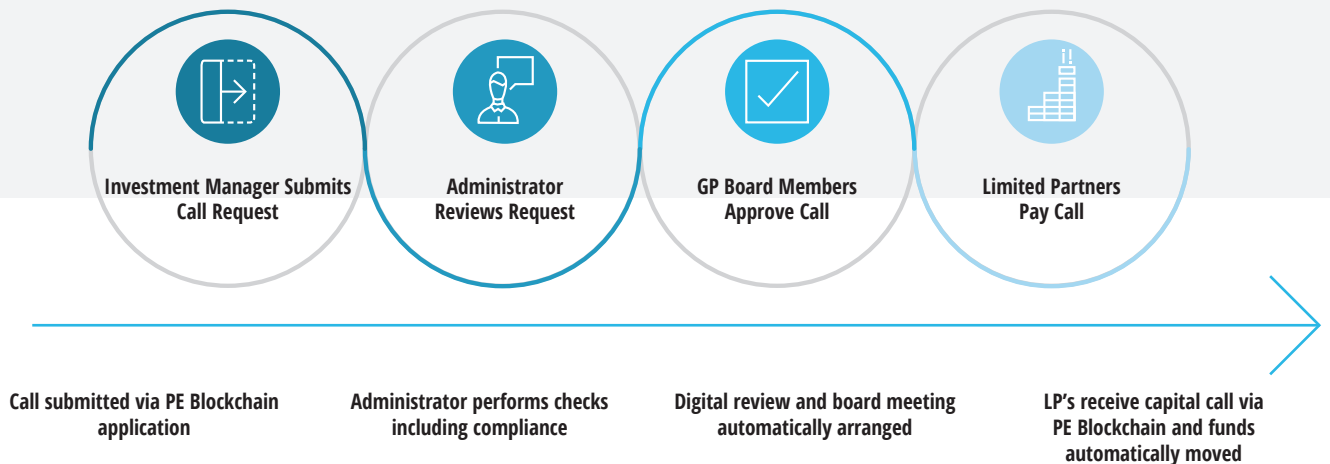 Investment Manager Submits
Call Request
Administrator
Reviews Request
GP Board Members
Approve Call
Limited Partners
Pay Call
Call submitted via PE Blockchain
application
Administrator performs checks
including compliance
Digital review and board meeting
automatically arranged
LP's receive capital call via
PE Blockchain and funds
automatically moved